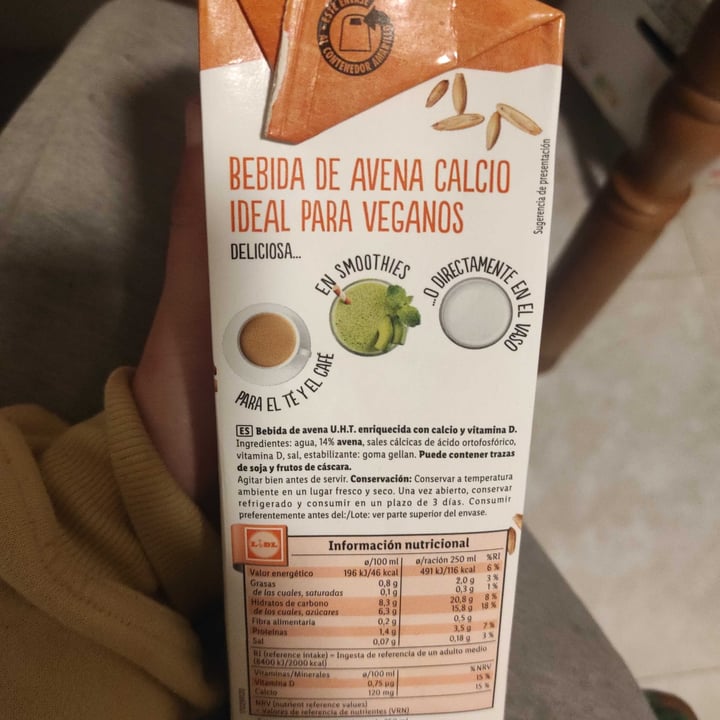 ESTE ENVASE
AL CONTENEDOR AMARILLO
BEBIDA DE AVENA CALCIO
IDEAL PARA VEGANOS
DELICIOSA...
EN SMOOTHIES
...O DIRECTAMENTE EN EL VASO
PARA EL TÉ Y EL CAFÉ
Sugerencia de presentación
ES Bebida de avena U.H.T. enriquecida con calcio y vitamina D.
Ingredientes: agua, 14% avena, sales cálcicas de ácido ortofosfórico,
vitamina D, sal, estabilizante: goma gellan. Puede contener trazas
de soja y frutos de cáscara.
Agitar bien antes de servir. Conservación: Conservar a temperatura
ambiente en un lugar fresco y seco. Una vez abierto, conservar
refrigerado y consumir en un plazo de 3 días. Consumir
preferentemente antes del:/Lote: ver parte superior del envase.
LIDL
Información nutricional
ø/100 ml ø/ración 250 ml %RI
Valor energético 196 kJ/46 kcal 491 kJ/116 kcal 6 %
Grasas 0,8 g 2,0 g 3 %
de las cuales, saturadas 0,1 g 0,3 g 1 %
Hidratos de carbono 8,3 g 20,8 g 8 %
de los cuales, azúcares 6,3 g 15,8 g 18 %
Fibra alimentaria 0,2 g 0,5 g
Proteínas 1,4 g 3,5 g 7 %
Sal 0,07 g 0,18 g 3 %
RI (reference intake) = Ingesta de referencia de un adulto medio
(8400 kJ/2000 kcal)
Vitaminas/Minerales ø/100 ml % NRV
Vitamina D 0,75 µg 15 %
Calcio 120 mg 15 %
NRV (nutrient reference values)
= valores de referencia de nutrientes (VRN)